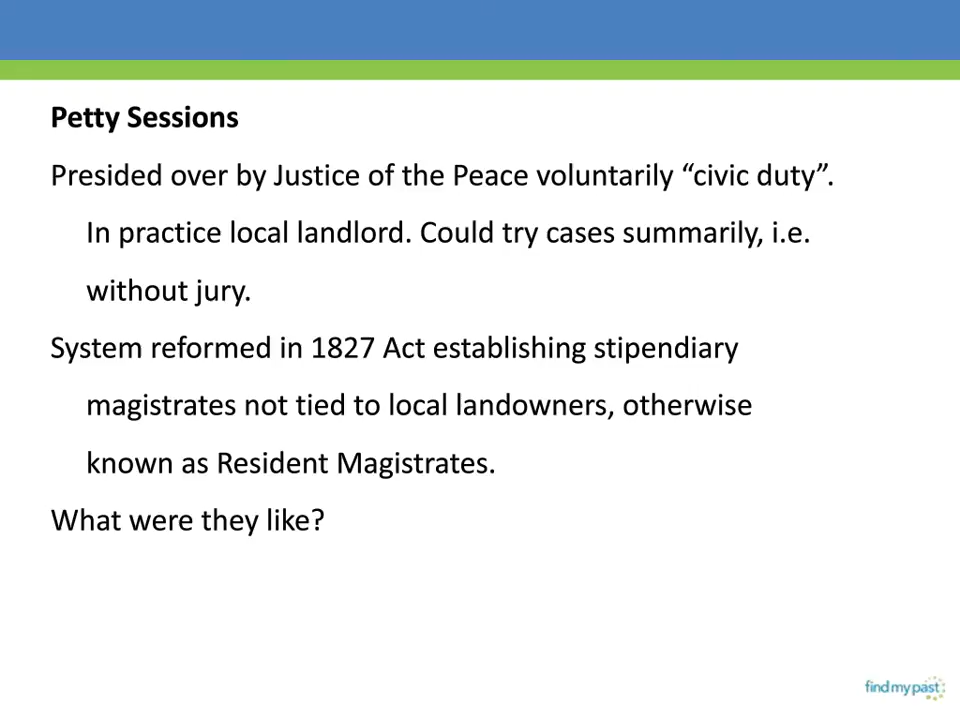 Petty Sessions
Presided over by Justice of the Peace voluntarily “civic duty”.
In practice local landlord. Could try cases summarily, i.e.
without jury.
System reformed in 1827 Act establishing stipendiary
magistrates not tied to local landowners, otherwise
known as Resident Magistrates.
What were they like?
findmypast